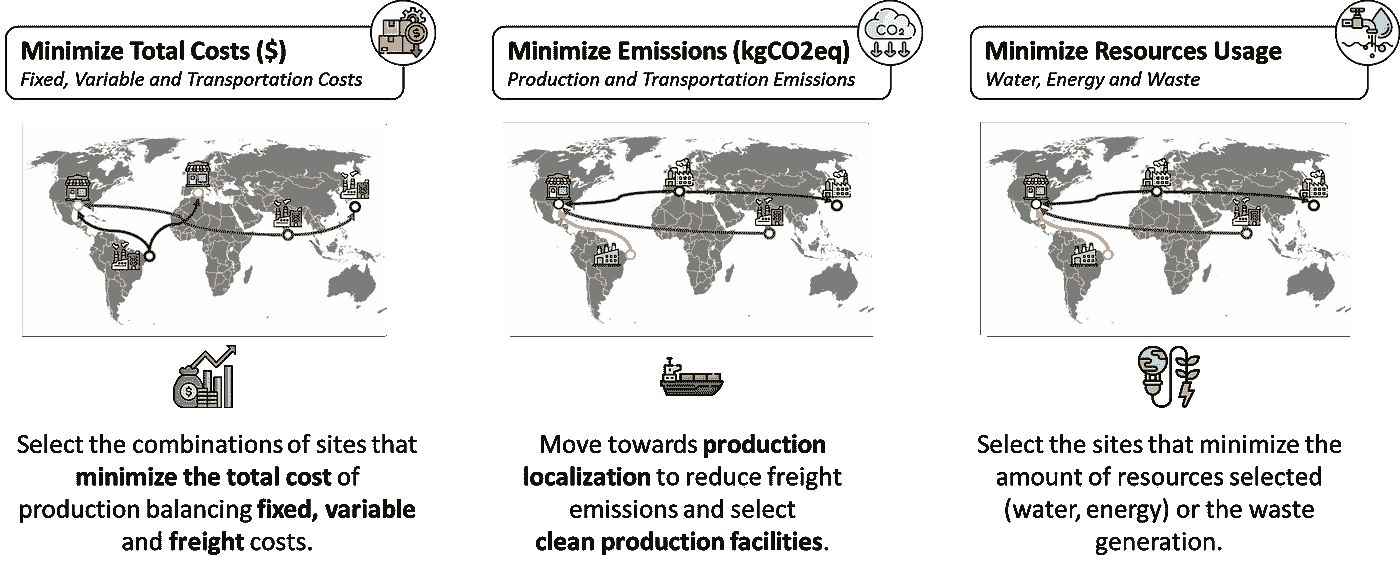 Minimize Total Costs ($)
Fixed, Variable and Transportation Costs
Select the combinations of sites that
minimize the total cost of
production balancing fixed, variable
and freight costs.
Minimize Emissions (kgCO2eq)
Production and Transportation Emissions
CO2
Move towards production
localization to reduce freight
emissions and select
clean production facilities.
Minimize Resources Usage
Water, Energy and Waste
Select the sites that minimize the
amount of resources selected
(water, energy) or the waste
generation.